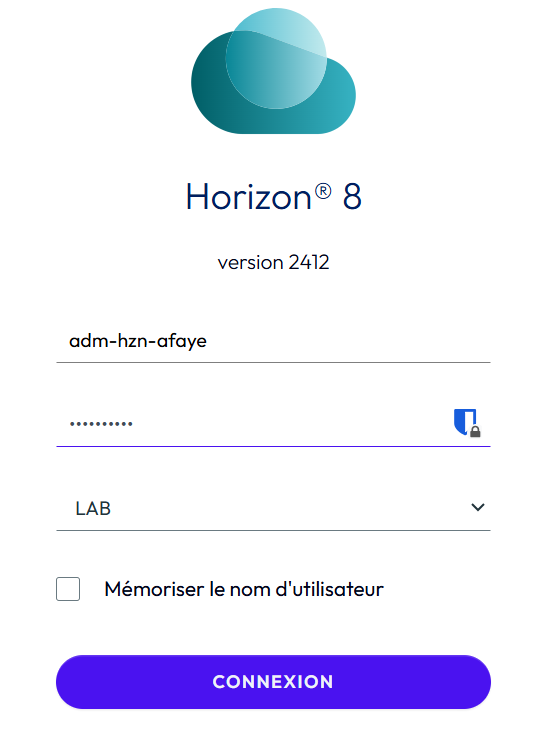 Horizon® 8
version 2412
adm-hzn-afaye
••••••••••
LAB
Mémoriser le nom d'utilisateur
CONNEXION